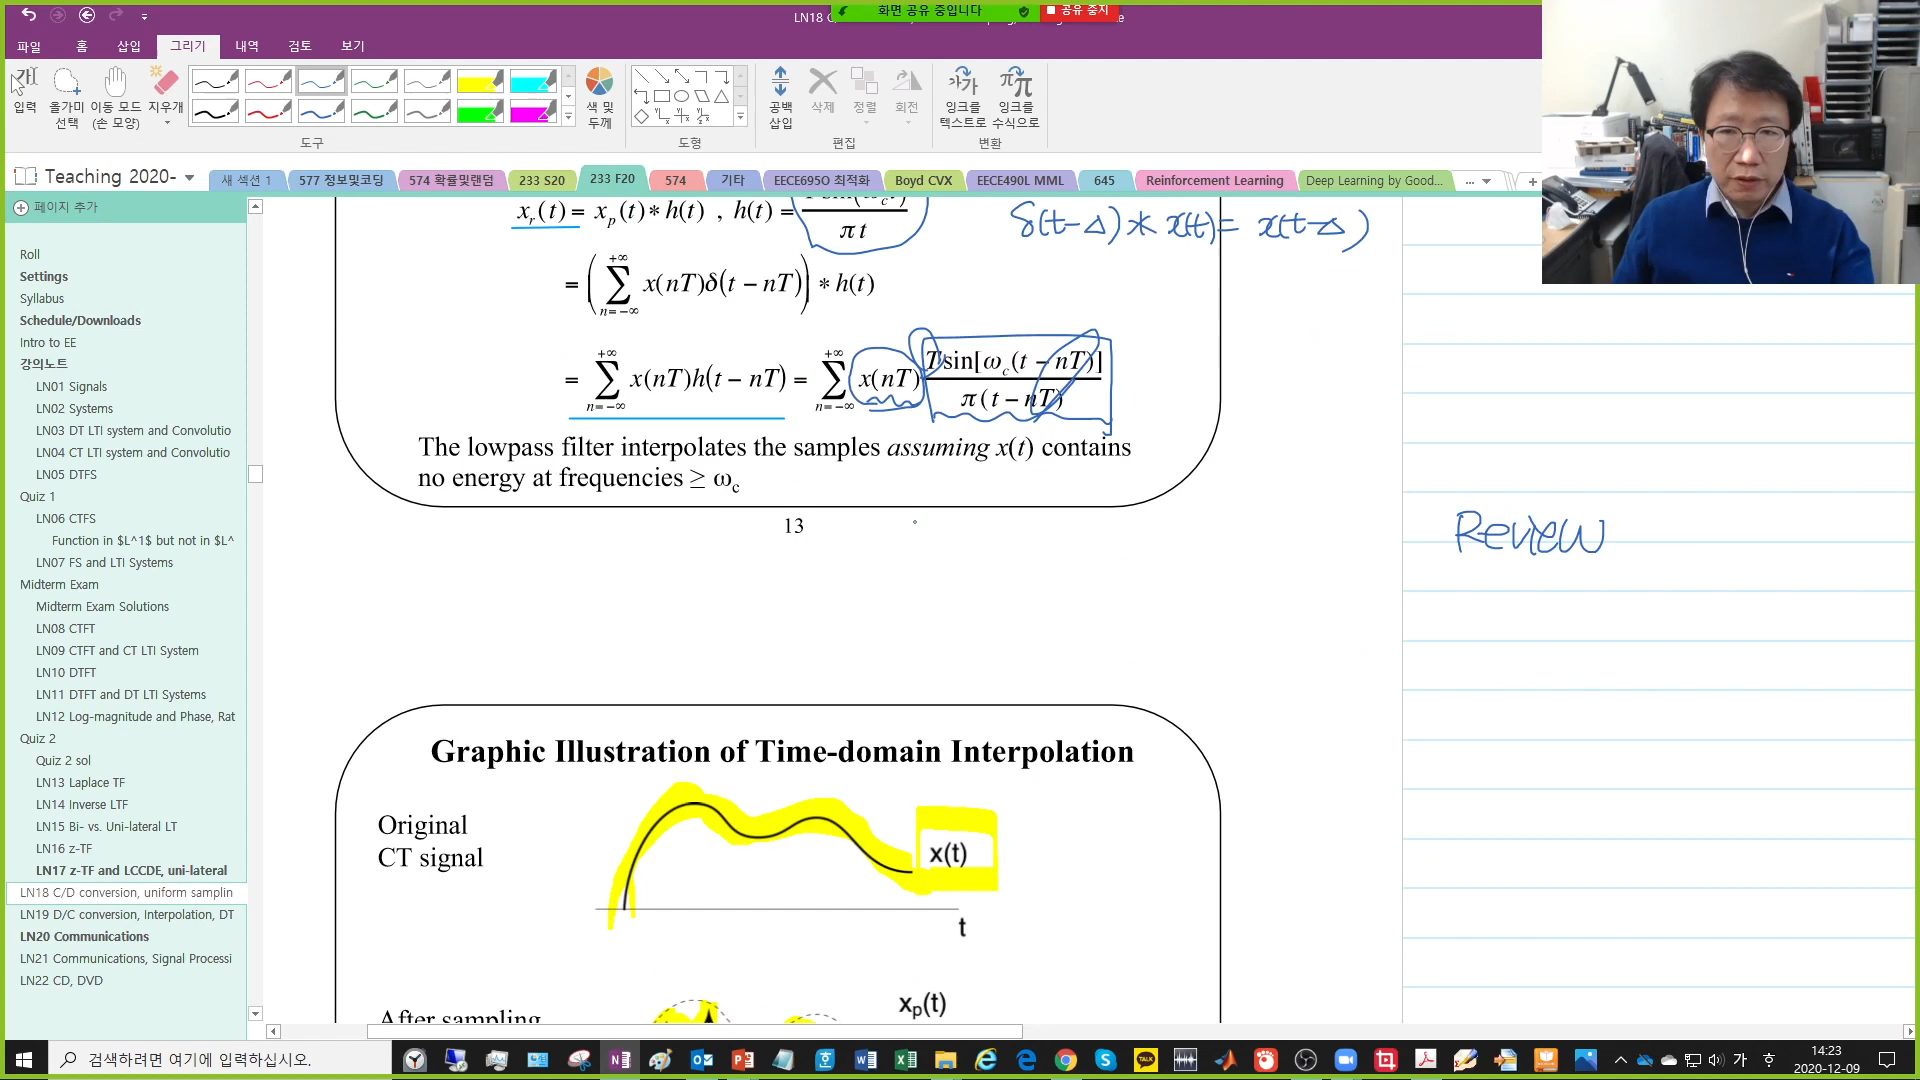 화면 공유 중입니다
공유 중지
파일 홈 삽입 그리기 내역 검토 보기
입력
올가미 선택
이동 모드 (손 모양)
지우개
색 및 두께
공백 삽입
삭제
정렬
회전
잉크를 텍스트로
잉크를 수식으로
도구
도형
편집
변환
Teaching 2020-
새 섹션 1
577 정보및코딩
574 확률및랜덤
233 S20
233 F20
574
기타
EECE695O 최적화
Boyd CVX
EECE490L MML
645
Reinforcement Learning
Deep Learning by Good...
...
페이지 추가
Roll
Settings
Syllabus
Schedule/Downloads
Intro to EE
강의노트
LN01 Signals
LN02 Systems
LN03 DT LTI system and Convolutio
LN04 CT LTI system and Convolutio
LN05 DTFS
Quiz 1
LN06 CTFS
Function in $L^1$ but not in $L^
LN07 FS and LTI Systems
Midterm Exam
Midterm Exam Solutions
LN08 CTFT
LN09 CTFT and CT LTI System
LN10 DTFT
LN11 DTFT and DT LTI Systems
LN12 Log-magnitude and Phase, Rat
Quiz 2
Quiz 2 sol
LN13 Laplace TF
LN14 Inverse LTF
LN15 Bi- vs. Uni-lateral LT
LN16 z-TF
LN17 z-TF and LCCDE, uni-lateral
LN18 C/D conversion, uniform samplin
LN19 D/C conversion, Interpolation, DT
LN20 Communications
LN21 Communications, Signal Processi
LN22 CD, DVD
x_r(t) = x_p(t) * h(t) , h(t) = T sin(ω_c t) / πt
δ(t-Δ) * x(t) = x(t-Δ)
= ( Σ_{n=-∞}^{+∞} x(nT)δ(t − nT) ) * h(t)
= Σ_{n=-∞}^{+∞} x(nT)h(t − nT) = Σ_{n=-∞}^{+∞} x(nT) T sin[ω_c(t − nT)] / π(t − nT)
The lowpass filter interpolates the samples assuming x(t) contains
no energy at frequencies ≥ ω_c
13
Review
Graphic Illustration of Time-domain Interpolation
Original
CT signal
x(t)
t
x_p(t)
After sampling
검색하려면 여기에 입력하십시오.
가
14:23
2020-12-09